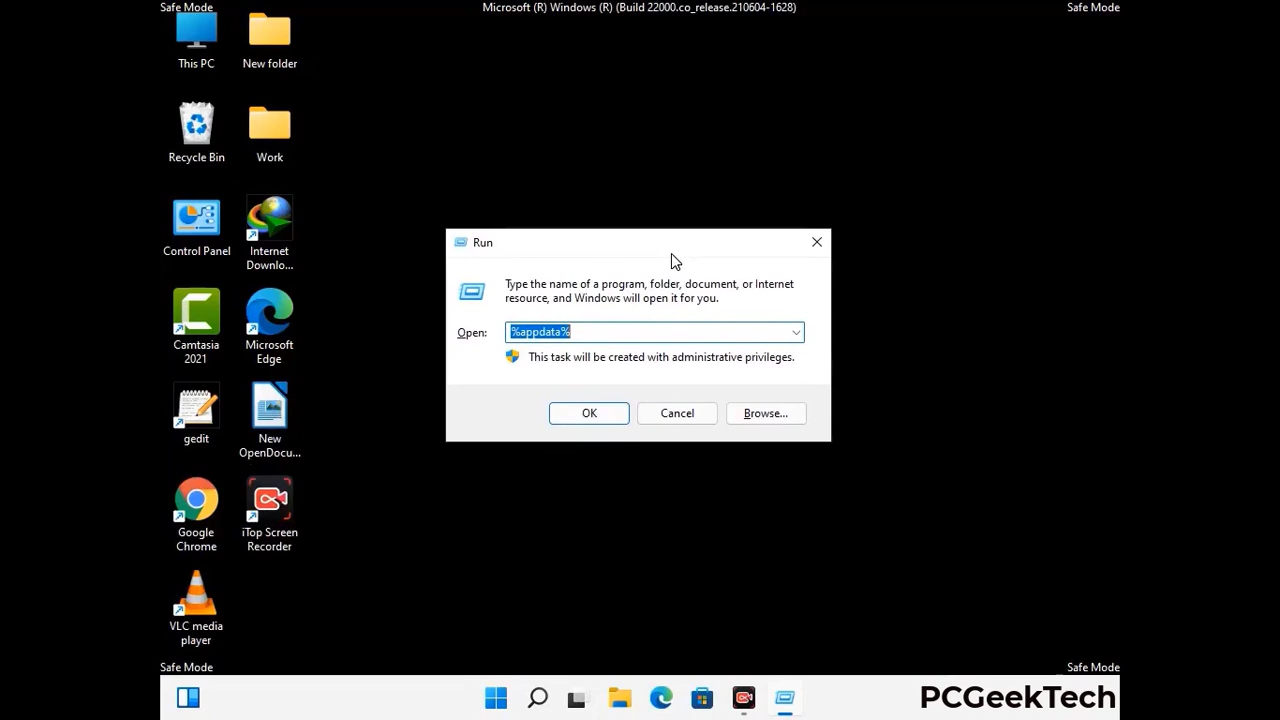 Safe Mode
Microsoft (R) Windows (R) (Build 22000.co_release.210604-1628)
Safe Mode
This PC
New folder
Recycle Bin
Work
Control Panel
Internet
Downlo...
Camtasia
2021
Microsoft
Edge
gedit
New
OpenDocu...
Google
Chrome
iTop Screen
Recorder
VLC media
player
Run
Type the name of a program, folder, document, or Internet
resource, and Windows will open it for you.
Open:
%appdata%
This task will be created with administrative privileges.
OK
Cancel
Browse...
Safe Mode
Safe Mode
PCGeekTech